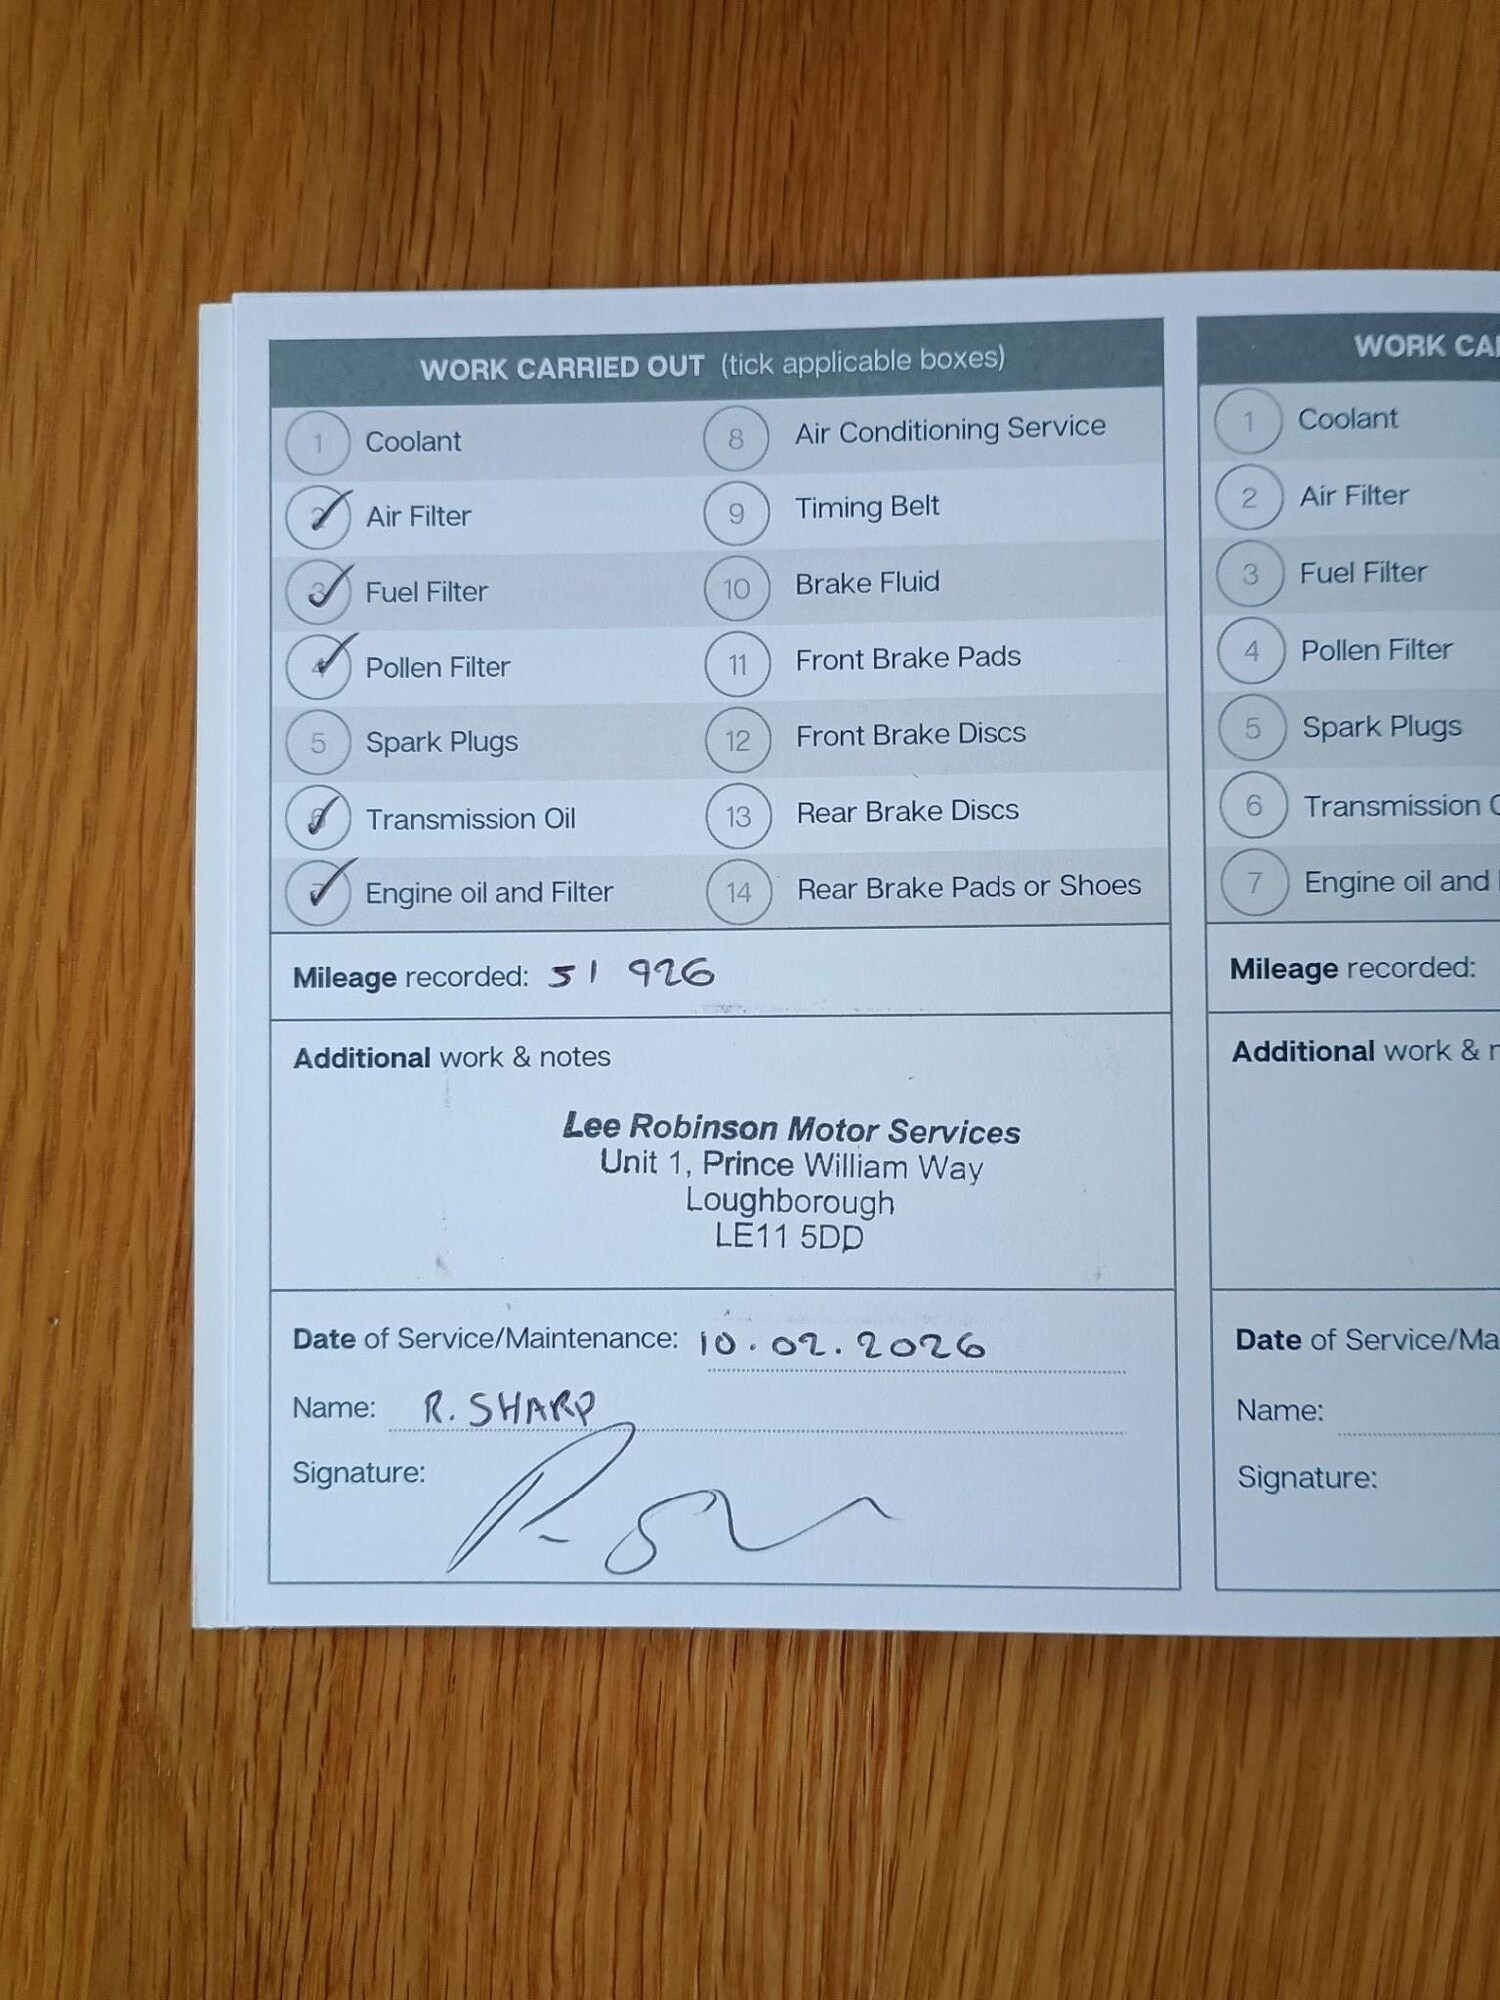 WORK CARRIED OUT (tick applicable boxes)
1 Coolant
2 Air Filter
3 Fuel Filter
4 Pollen Filter
5 Spark Plugs
6 Transmission Oil
7 Engine oil and Filter
8 Air Conditioning Service
9 Timing Belt
10 Brake Fluid
11 Front Brake Pads
12 Front Brake Discs
13 Rear Brake Discs
14 Rear Brake Pads or Shoes
Mileage recorded: 51 926
Additional work & notes
Lee Robinson Motor Services
Unit 1, Prince William Way
Loughborough
LE11 5DD
Date of Service/Maintenance: 10.02.2026
Name: R. SHARP
Signature:
WORK
1 Coolant
2 Air Filter
3 Fuel Filter
4 Pollen Filter
5 Spark Plugs
6 Transmission
7 Engine oil and
Mileage recorded:
Additional work &
Date of Service/
Name:
Signature: